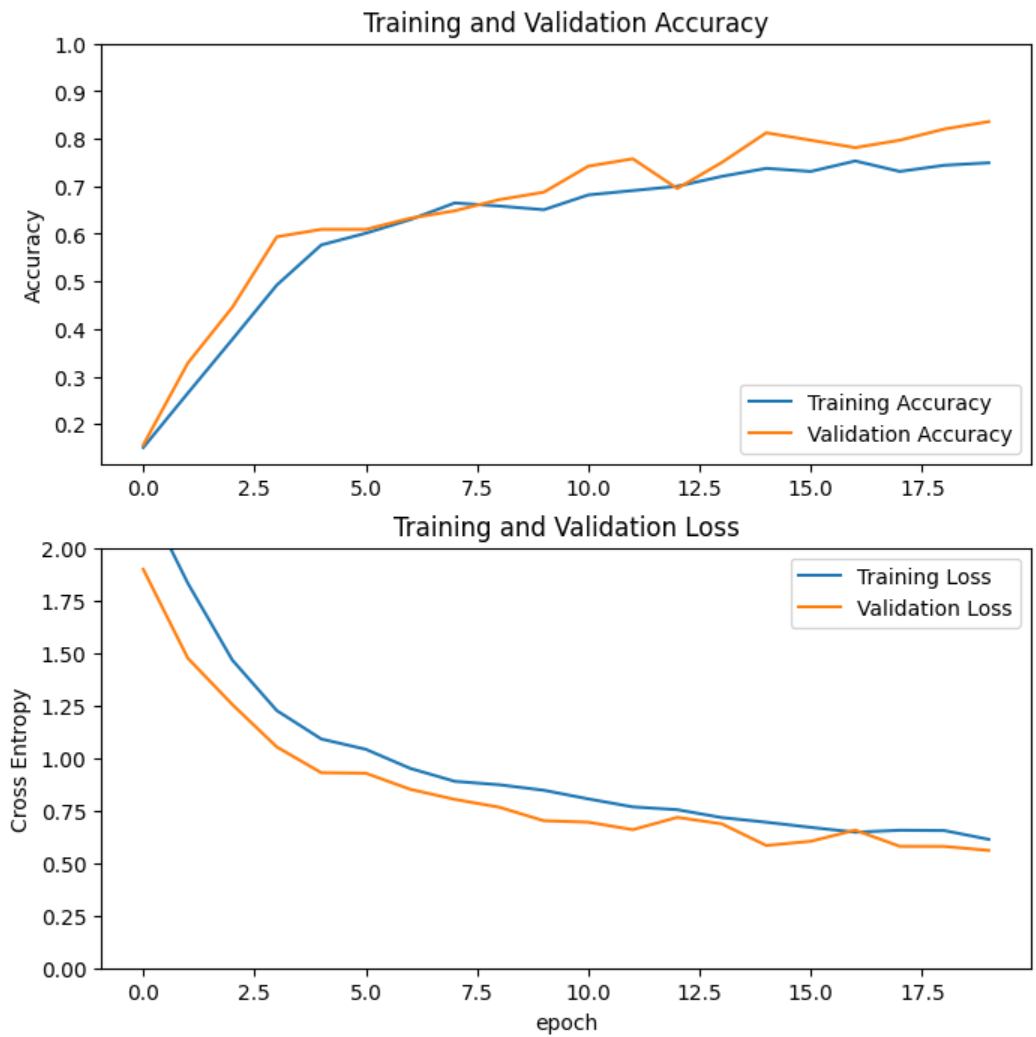 Training and Validation Accuracy
1.0
0.9
0.8
0.7
0.6
0.5
0.4
0.3
0.2
Accuracy
Training Accuracy
Validation Accuracy
0.0 2.5 5.0 7.5 10.0 12.5 15.0 17.5
Training and Validation Loss
2.00
1.75
1.50
1.25
1.00
0.75
0.50
0.25
0.00
Cross Entropy
Training Loss
Validation Loss
0.0 2.5 5.0 7.5 10.0 12.5 15.0 17.5
epoch